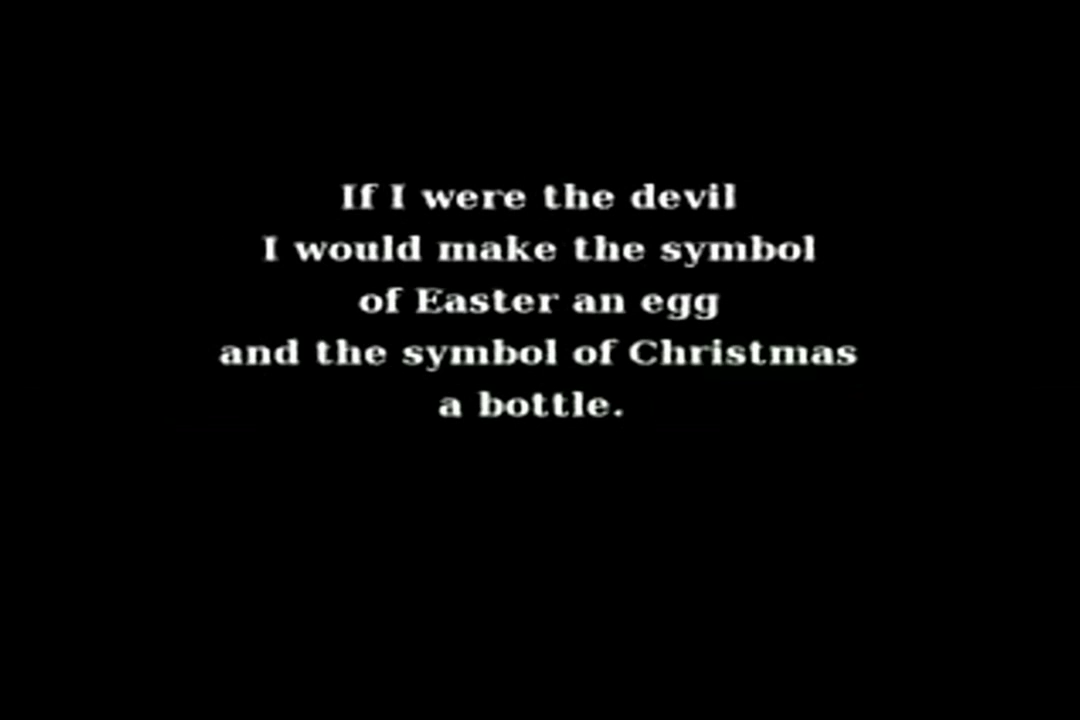 If I were the devil
I would make the symbol
of Easter an egg
and the symbol of Christmas
a bottle.